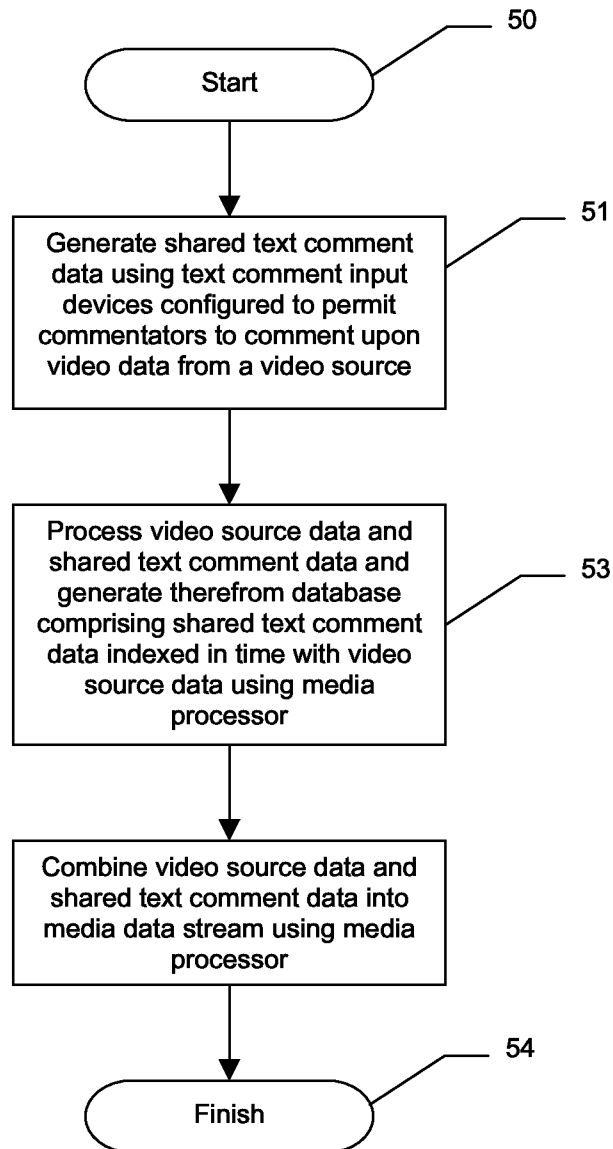 50
Start
51
Generate shared text comment
data using text comment input
devices configured to permit
commentators to comment upon
video data from a video source
Process video source data and
shared text comment data and
generate therefrom database
comprising shared text comment
data indexed in time with video
source data using media
processor
53
Combine video source data and
shared text comment data into
media data stream using media
processor
54
Finish